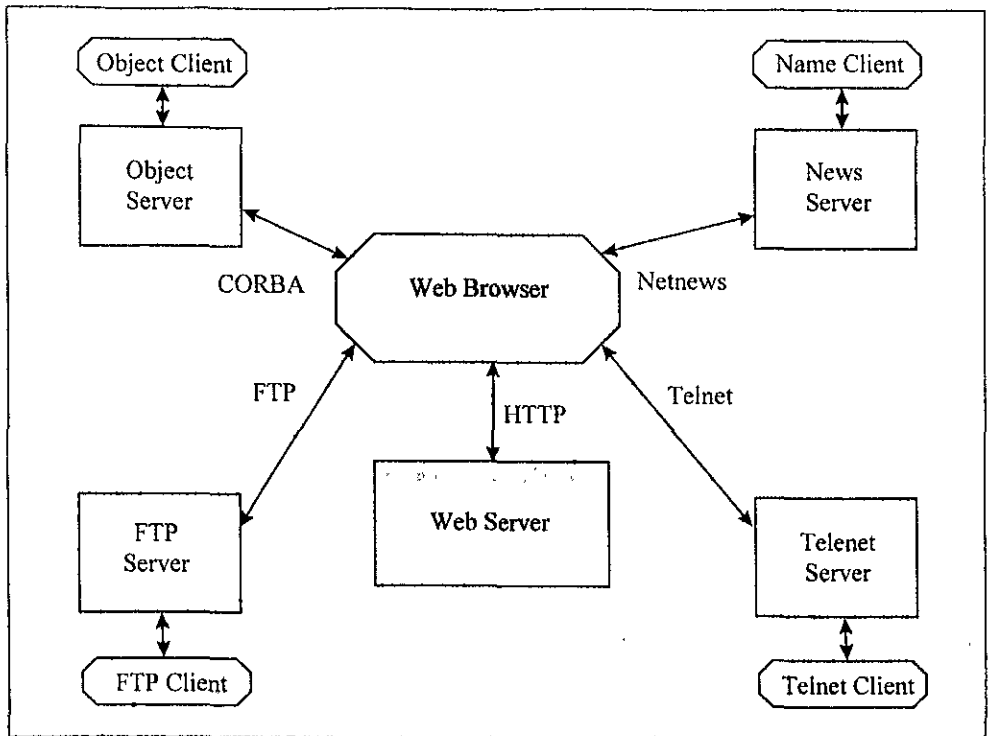 Object Client
Name Client
Object
Server
News
Server
CORBA
Web Browser
Netnews
FTP
HTTP
Telnet
FTP
Server
Web Server
Telenet
Server
FTP Client
Telnet Client